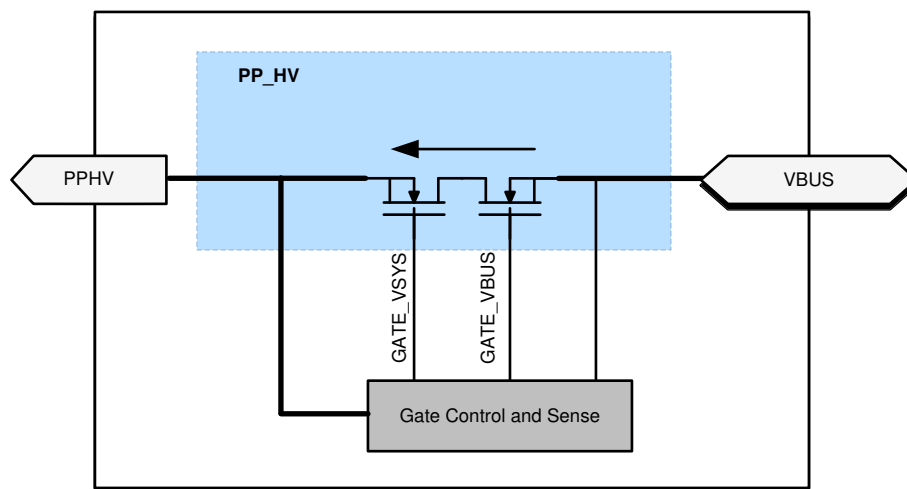 PP_HV
PPHV
VBUS
GATE_VSYS
GATE_VBUS
Gate Control and Sense